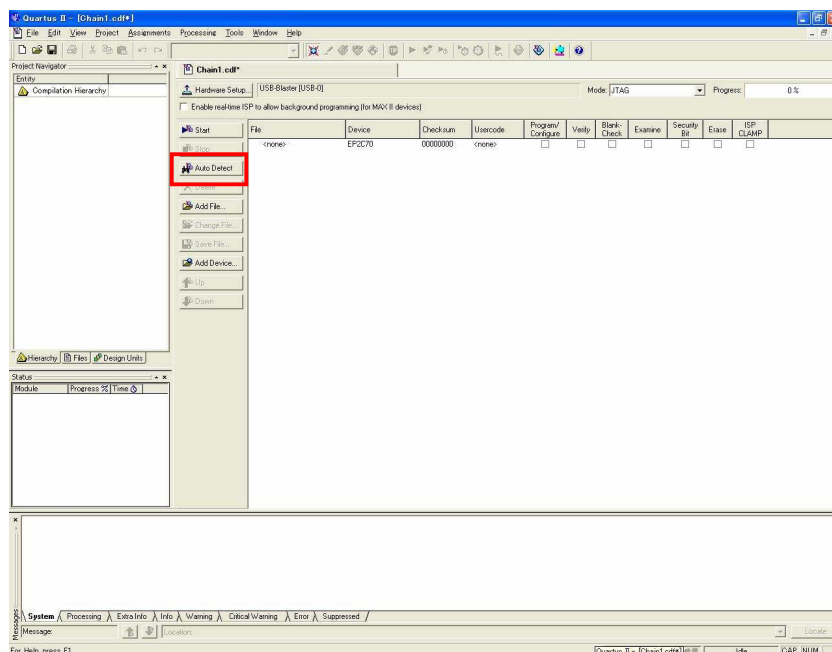 Quartus II - [Chain1.cdf*]
File Edit View Project Assignments Processing Tools Window Help
Project Navigator
Entity
Compilation Hierarchy
Hierarchy Files Design Units
Status
Module Progress % Time
Chain1.cdf*
Hardware Setup... USB-Blaster [USB-0] Mode: JTAG Progress: 0 %
Enable real-time ISP to allow background programming (for MAX II devices)
Start
Stop
Auto Detect
Delete
Add File...
Change File...
Save File...
Add Device...
Up
Down
File Device Checksum Usercode Program/Configure Verify Blank-Check Examine Security Bit Erase ISP CLAMP
<none> EP2C70 00000000 <none>
Messages
System Processing Extra Info Info Warning Critical Warning Error Suppressed
Message: Location: Locate
For Help, press F1 Quartus II - [Chain1.cdf*] Idle CAP NUM